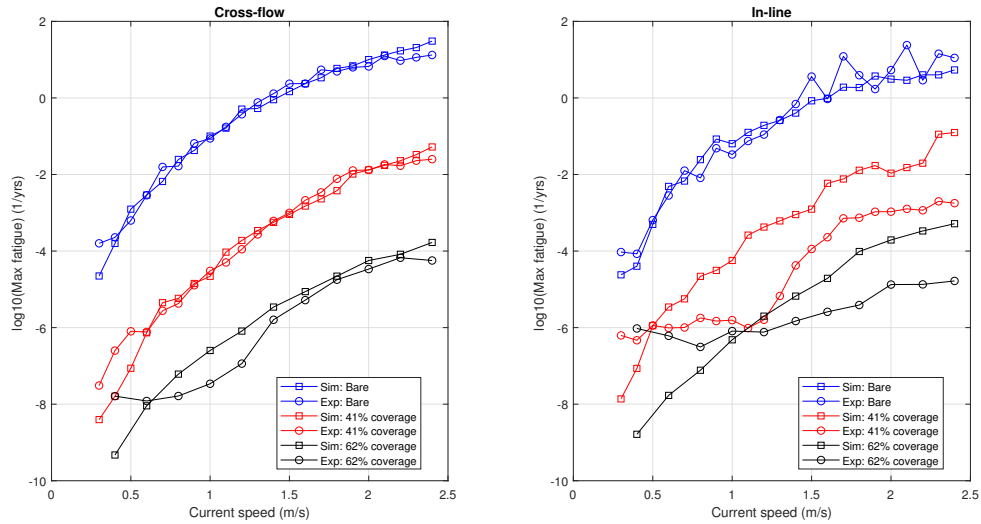 Cross-flow
log10(Max fatigue) (1/yrs)
2
0
-2
-4
-6
-8
-10
0
0.5
1
1.5
2
2.5
Current speed (m/s)
Sim: Bare
Exp: Bare
Sim: 41% coverage
Exp: 41% coverage
Sim: 62% coverage
Exp: 62% coverage
In-line
log10(Max fatigue) (1/yrs)
2
0
-2
-4
-6
-8
-10
0
0.5
1
1.5
2
2.5
Current speed (m/s)
Sim: Bare
Exp: Bare
Sim: 41% coverage
Exp: 41% coverage
Sim: 62% coverage
Exp: 62% coverage